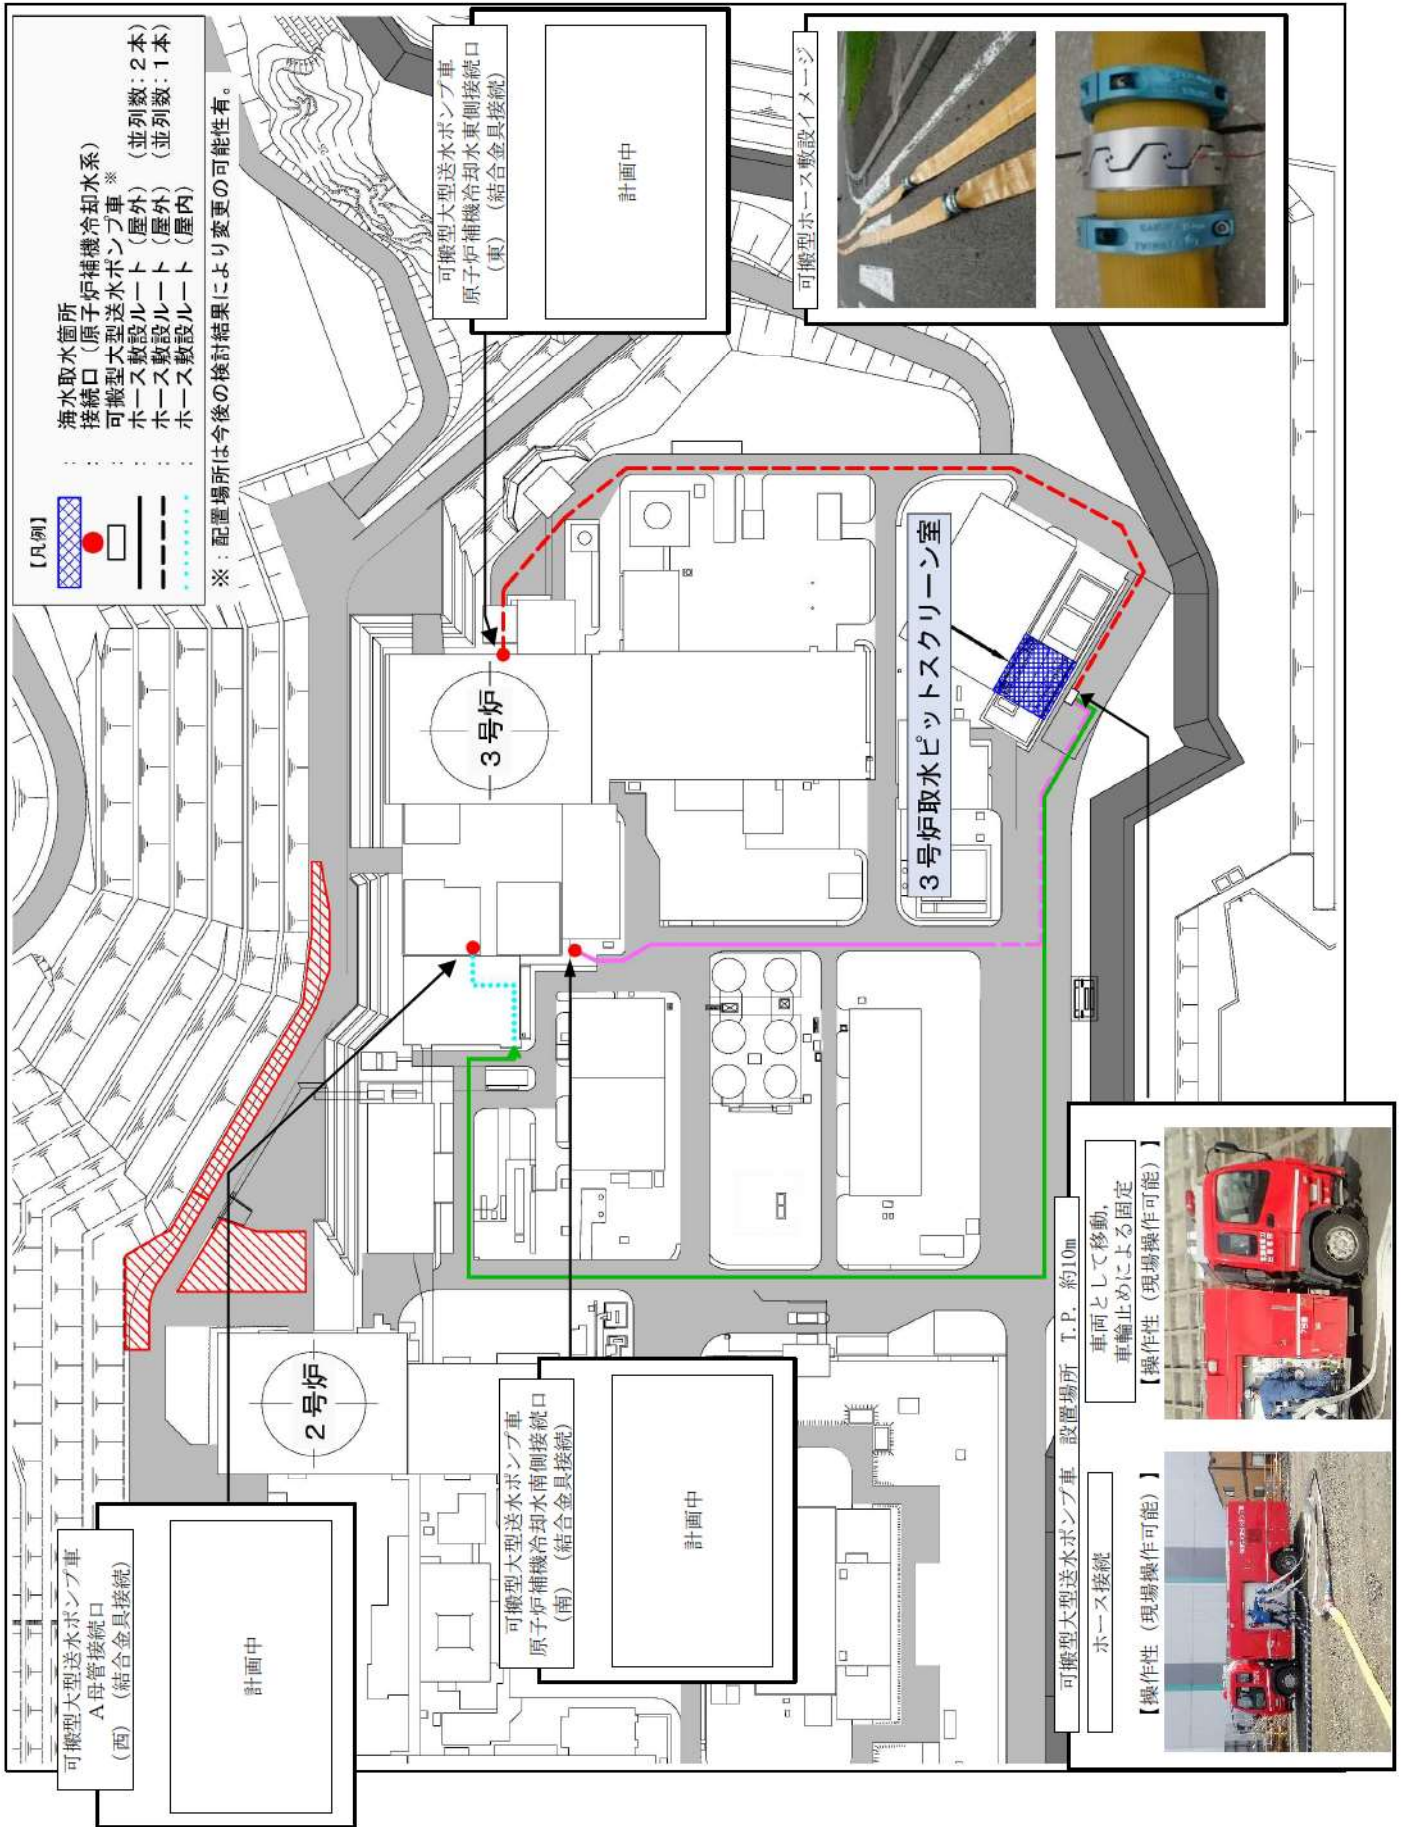 【凡例】
： 海水取水箇所
： 接続口（原子炉補機冷却水系）
： 可搬型大型送水ポンプ車※
： ホース敷設ルート（屋外）（並列数：２本）
： ホース敷設ルート（屋外）（並列数：１本）
： ホース敷設ルート（屋内）
※：配置場所は今後の検討結果により変更の可能性有。
可搬型大型送水ポンプ車
A母管接続口
（西）（結合金具接続）
計画中
可搬型大型送水ポンプ車
原子炉補機冷却水南側接続口
（南）（結合金具接続）
計画中
可搬型大型送水ポンプ車
原子炉補機冷却水東側接続口
（東）（結合金具接続）
計画中
２号炉
３号炉
３号炉取水ピットスクリーン室
可搬型ホース敷設イメージ
可搬型大型送水ポンプ車 設置場所 T.P. 約10m
ホース接続
【操作性（現場操作可能）】
車両として移動，
車輪止めによる固定
【操作性（現場操作可能）】